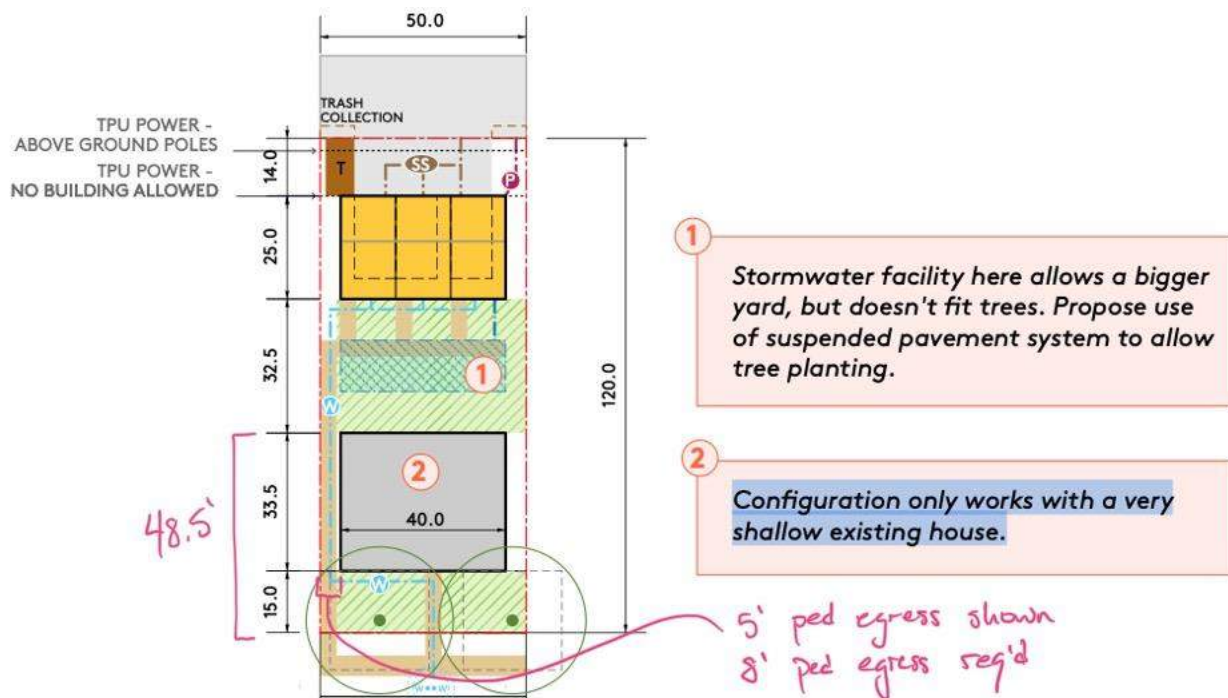 50.0
TRASH
COLLECTION
TPU POWER -
ABOVE GROUND POLES
TPU POWER -
NO BUILDING ALLOWED
14.0
T
SS
P
25.0
32.5
1
W
120.0
33.5
2
40.0
48.5'
15.0
W
W W
1
Stormwater facility here allows a bigger
yard, but doesn't fit trees. Propose use
of suspended pavement system to allow
tree planting.
2
Configuration only works with a very
shallow existing house.
5' ped egress shown
8' ped egress req'd